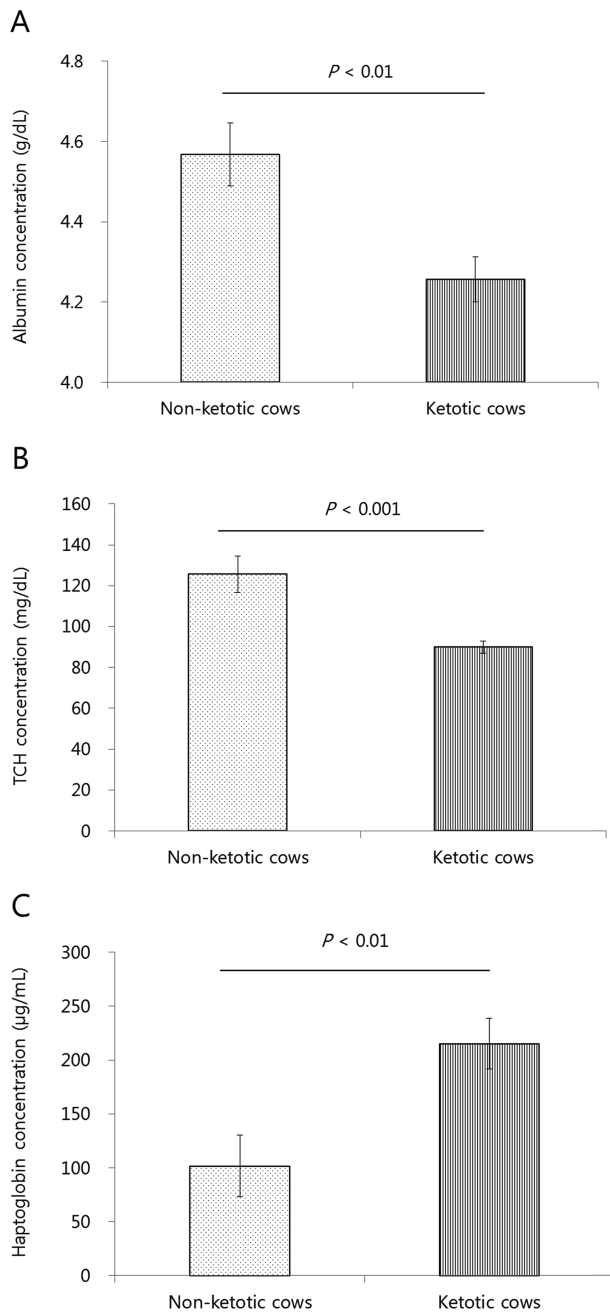 A
4.8
4.6
4.4
4.2
4.0
Albumin concentration (g/dL)
P < 0.01
Non-ketotic cows
Ketotic cows
B
160
140
120
100
80
60
40
20
0
TCH concentration (mg/dL)
P < 0.001
Non-ketotic cows
Ketotic cows
C
300
250
200
150
100
50
0
Haptoglobin concentration (μg/mL)
P < 0.01
Non-ketotic cows
Ketotic cows